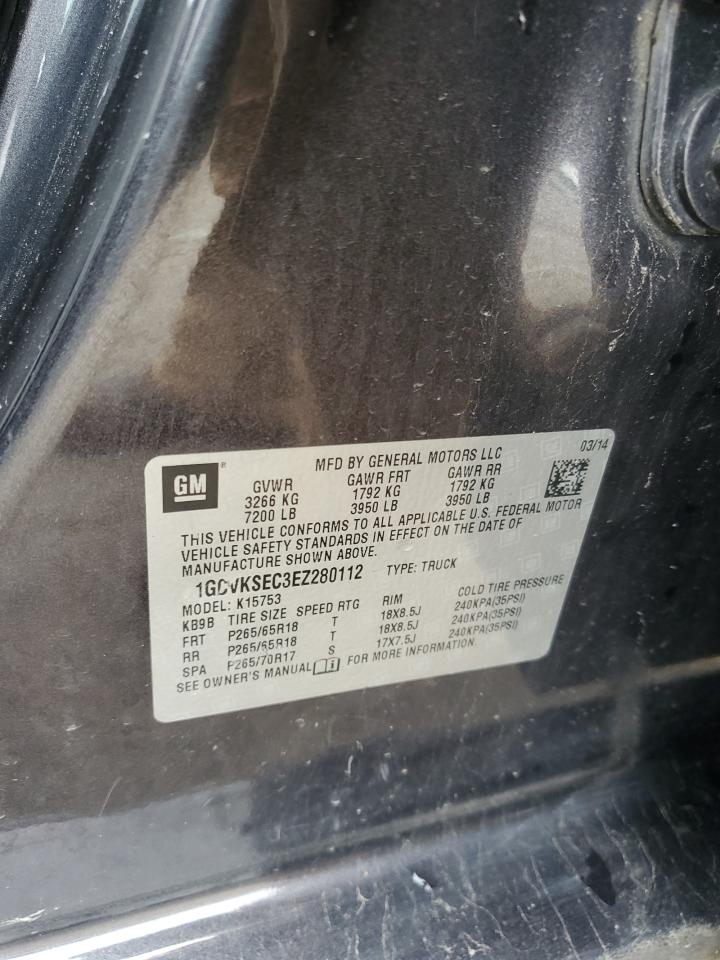 GM®
MFD BY GENERAL MOTORS LLC 03/14
GVWR GAWR FRT GAWR RR
3266 KG 1792 KG 1792 KG
7200 LB 3950 LB 3950 LB
THIS VEHICLE CONFORMS TO ALL APPLICABLE U.S. FEDERAL MOTOR
VEHICLE SAFETY STANDARDS IN EFFECT ON THE DATE OF
MANUFACTURE SHOWN ABOVE.
1GCVKSEC3EZ280112 TYPE: TRUCK
MODEL: K15753
KB9B TIRE SIZE SPEED RTG RIM COLD TIRE PRESSURE
FRT P265/65R18 T 18X8.5J 240KPA(35PSI)
RR P265/65R18 T 18X8.5J 240KPA(35PSI)
SPA P265/70R17 S 17X7.5J 240KPA(35PSI)
SEE OWNER'S MANUAL FOR MORE INFORMATION.